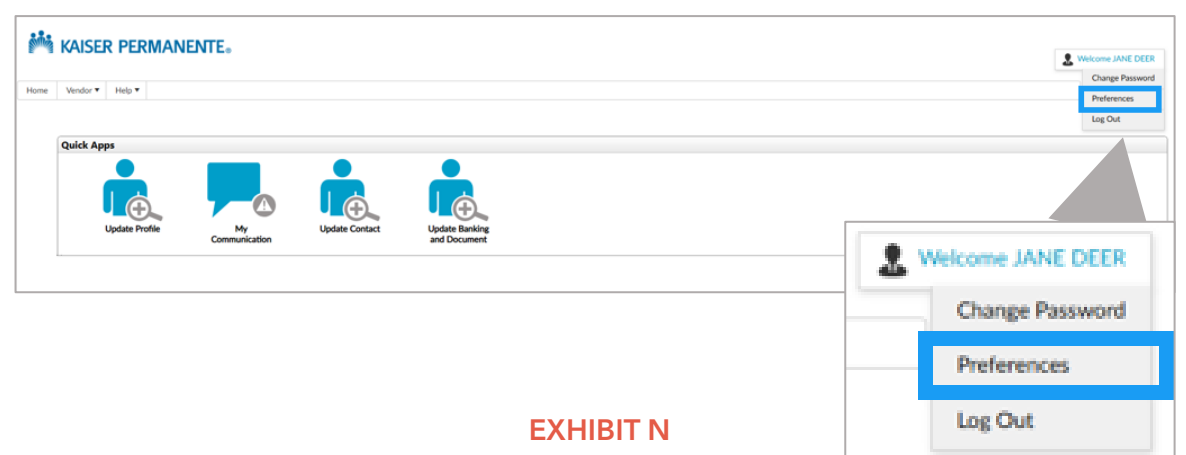 KAISER PERMANENTE®
Welcome JANE DEER
Change Password
Home Vendor ▼ Help ▼
Preferences
Log Out
Quick Apps
Update Profile
My
Communication
Update Contact
Update Banking
and Document
Welcome JANE DEER
Change Password
Preferences
Log Out
EXHIBIT N